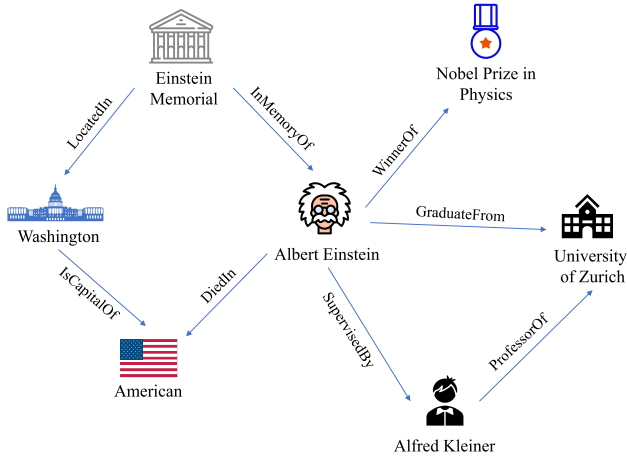 Einstein
Memorial
Nobel Prize in
Physics
LocatedIn
InMemoryOf
WinnerOf
GraduateFrom
Washington
Albert Einstein
University
of Zurich
IsCapitalOf
DiedIn
SupervisedBy
ProfessorOf
American
Alfred Kleiner